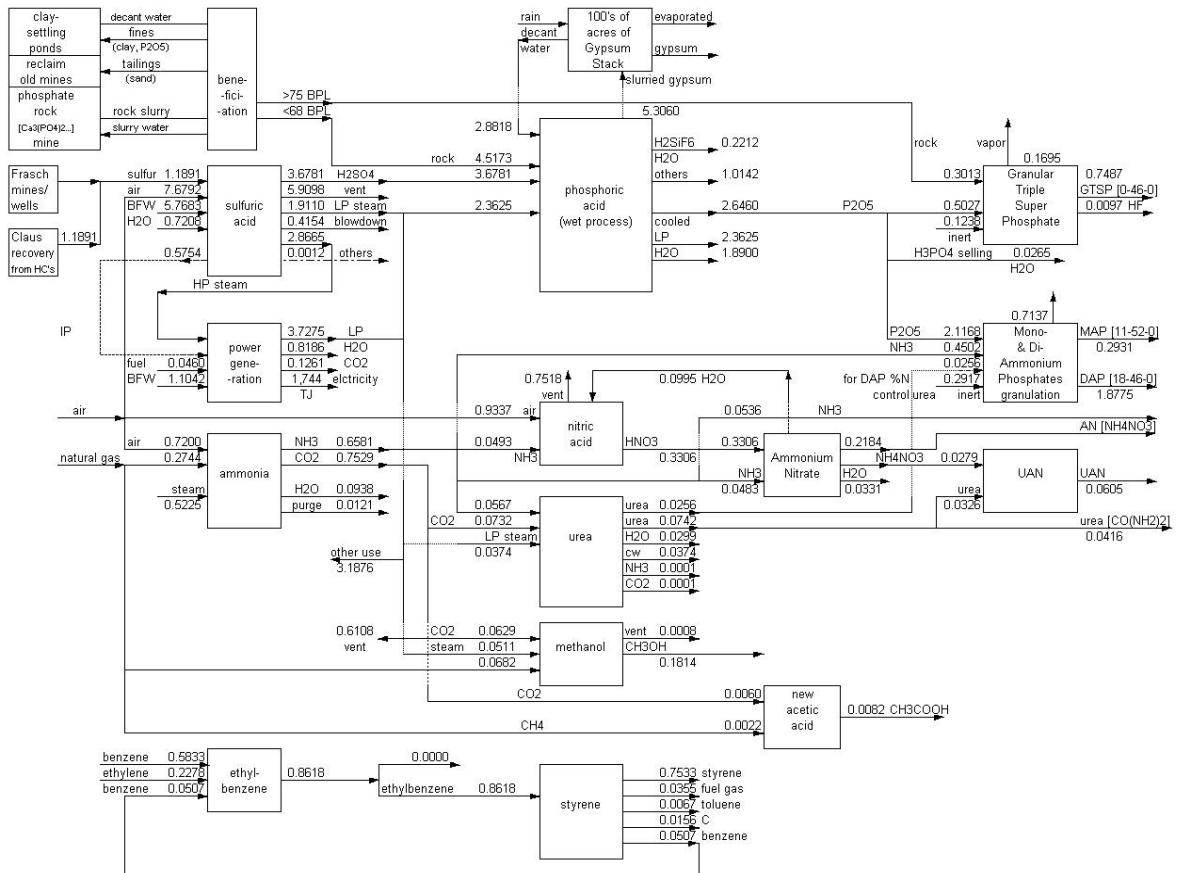 clay-
settling
ponds
reclaim
old mines
phosphate
rock
[Ca3(PO4)2...]
mine
decant water
fines
(clay, P2O5)
tailings
(sand)
rock slurry
slurry water
bene-
-fici-
-ation
>75 BPL
<68 BPL
rain
decant
water
100's of
acres of
Gypsum
Stack
evaporated
gypsum
slurried gypsum
5.3060
2.8818
rock 4.5173
3.6781
2.3625
phosphoric
acid
(wet process)
H2SiF6 0.2212
H2O
others 1.0142
cooled 2.6460
LP 2.3625
H2O 1.8900
P2O5
rock
vapor
0.1695
0.3013
0.5027
0.1238
inert
Granular
Triple
Super
Phosphate
0.7487
GTSP [0-46-0]
0.0097 HF
H3PO4 selling 0.0265
H2O
Frasch
mines/
wells
Claus
recovery
from HC's
1.1891
sulfur 1.1891
air 7.6792
BFW 5.7683
H2O 0.7208
0.5754
sulfuric
acid
3.6781 H2SO4
5.9098 vent
1.9110 LP steam
0.4154 blowdown
2.8665
0.0012 others
HP steam
IP
fuel 0.0460
BFW 1.1042
power
gene-
-ration
3.7275 LP
0.8186 H2O
0.1261 CO2
1,744 elctricity
TJ
0.7137
P2O5 2.1168
NH3 0.4502
0.0256
for DAP %N 0.2917
control urea inert
Mono-
& Di-
Ammonium
Phosphates
granulation
MAP [11-52-0]
0.2931
DAP [18-46-0]
1.8775
air
0.7518
vent
0.0995 H2O
0.9337 air
0.0493
NH3
nitric
acid
HNO3 0.3306
0.3306
0.0536 NH3
AN [NH4NO3]
NH3
0.0483
Ammonium
Nitrate
0.2184
NH4NO3 0.0279
H2O
0.0331
UAN
UAN
0.0605
urea
0.0326
urea [CO(NH2)2]
0.0416
natural gas
air 0.7200
0.2744
steam
0.5225
ammonia
NH3 0.6581
CO2 0.7529
H2O 0.0938
purge 0.0121
0.0567
CO2 0.0732
LP steam
0.0374
urea
urea 0.0256
urea 0.0742
H2O 0.0299
cw 0.0374
NH3 0.0001
CO2 0.0001
other use
3.1876
0.6108
vent
CO2 0.0629
steam 0.0511
0.0682
methanol
vent 0.0008
CH3OH
0.1814
CO2
0.0060
CH4
0.0022
new
acetic
acid
0.0082 CH3COOH
benzene 0.5833
ethylene 0.2278
benzene 0.0507
ethyl-
benzene
0.8618
0.0000
ethylbenzene 0.8618
styrene
0.7533 styrene
0.0355 fuel gas
0.0067 toluene
0.0156 C
0.0507 benzene